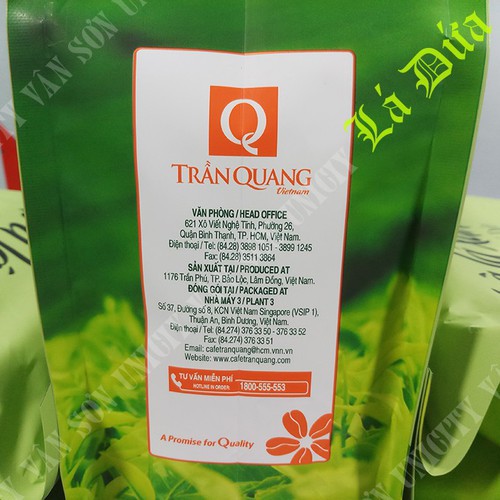 Lá Dứa
Q
TRẦN QUANG
Vietnam
VĂN PHÒNG / HEAD OFFICE
621 Xô Viết Nghệ Tĩnh, Phường 26,
Quận Bình Thạnh, TP. HCM, Việt Nam.
Điện thoại / Tel: (84.28) 3898 1051 - 3899 1245
Fax: (84.28) 3511 3864
SẢN XUẤT TẠI / PRODUCED AT
1176 Trần Phú, TP. Bảo Lộc, Lâm Đồng, Việt Nam.
ĐÓNG GÓI TẠI / PACKAGED AT
NHÀ MÁY 3 / PLANT 3
Số 37, Đường số 8, KCN Việt Nam Singapore (VSIP 1),
Thuận An, Bình Dương, Việt Nam.
Điện thoại / Tel: (84.274) 376 33 50 - 376 33 52
Fax: (84.274) 376 33 51
Email: cafetranquang@hcm.vnn.vn
Website: www.cafetranquang.com
TƯ VẤN MIỄN PHÍ
HOTLINE IN ORDER:
1800-555-553
A Promise for Quality
VÂN SƠN UNICITY